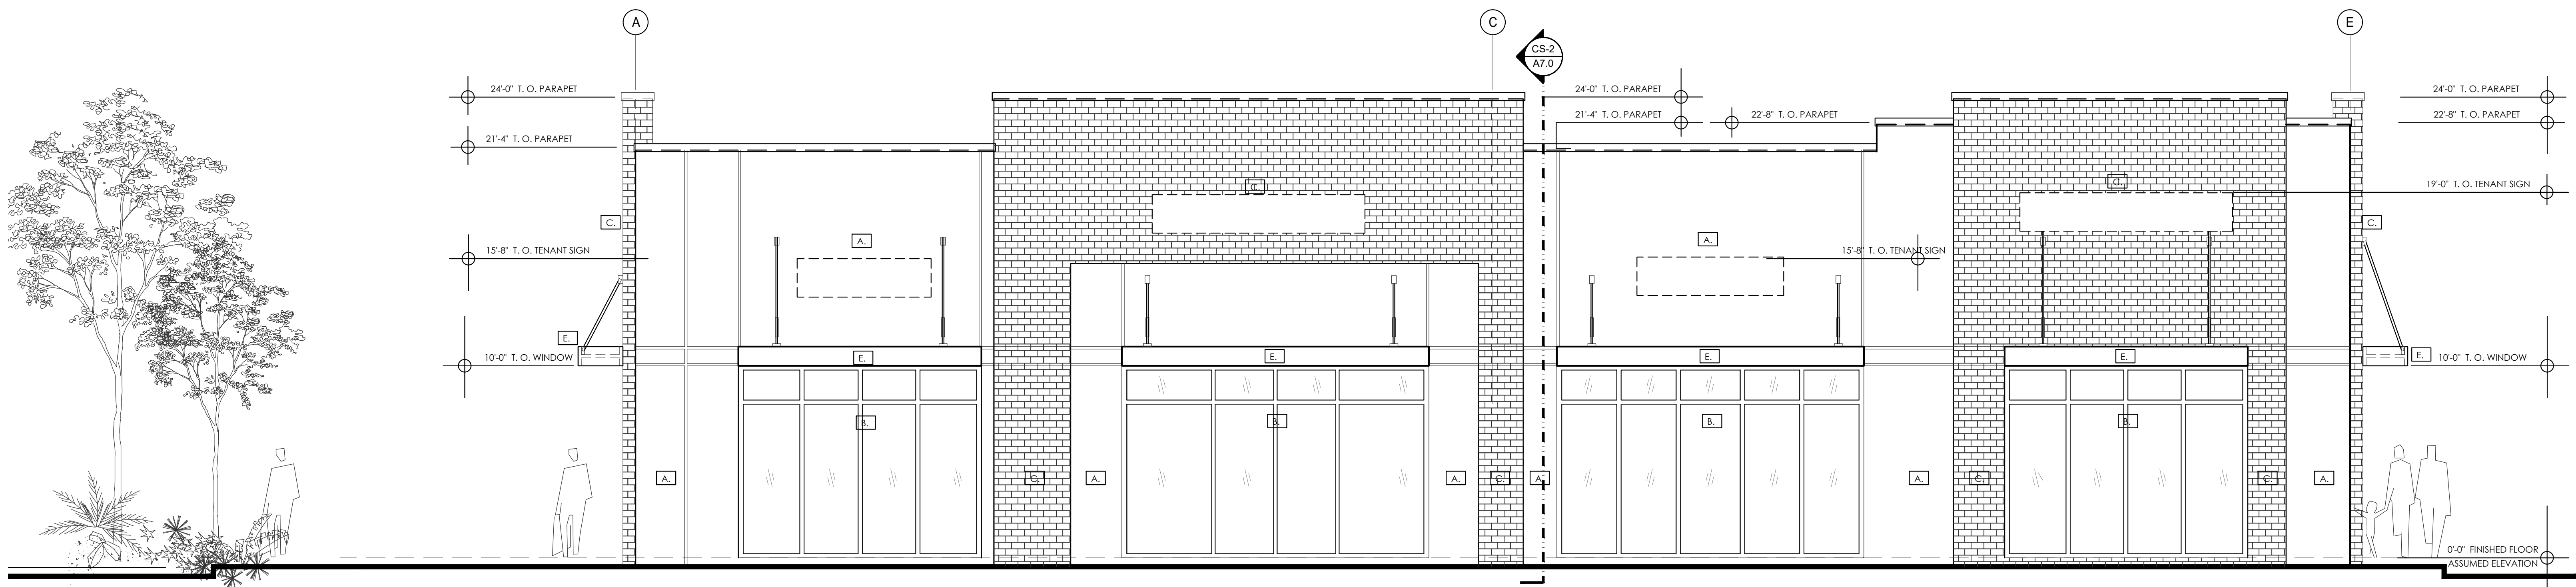 A
C
E
CS-2
A7.0
24'-0" T. O. PARAPET
24'-0" T. O. PARAPET
24'-0" T. O. PARAPET
21'-4" T. O. PARAPET
22'-8" T. O. PARAPET
22'-8" T. O. PARAPET
21'-4" T. O. PARAPET
C.
C.
19'-0" T. O. TENANT SIGN
C.
C.
A.
A.
15'-8" T. O. TENANT SIGN
15'-8" T. O. TENANT SIGN
E.
10'-0" T. O. WINDOW
E.
E.
E.
E.
E.
10'-0" T. O. WINDOW
B.
B.
B.
B.
A.
C.
A.
A.
C.
A.
A.
C.
C.
A.
0'-0" FINISHED FLOOR
ASSUMED ELEVATION